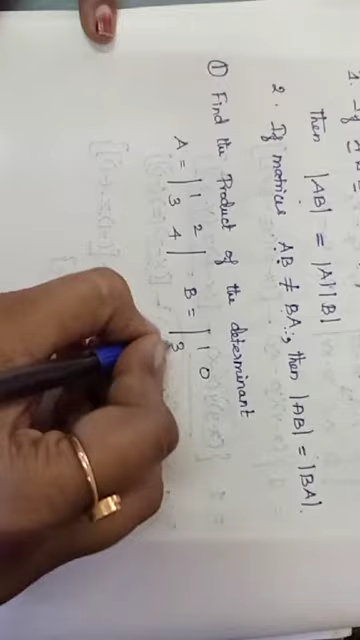 Then |AB| = |A||B|
2. If matrices AB ≠ BA, then |AB| = |BA|.
① Find the Product of the determinant
A = | 1 2 B = | 1 0
3 4 | 3